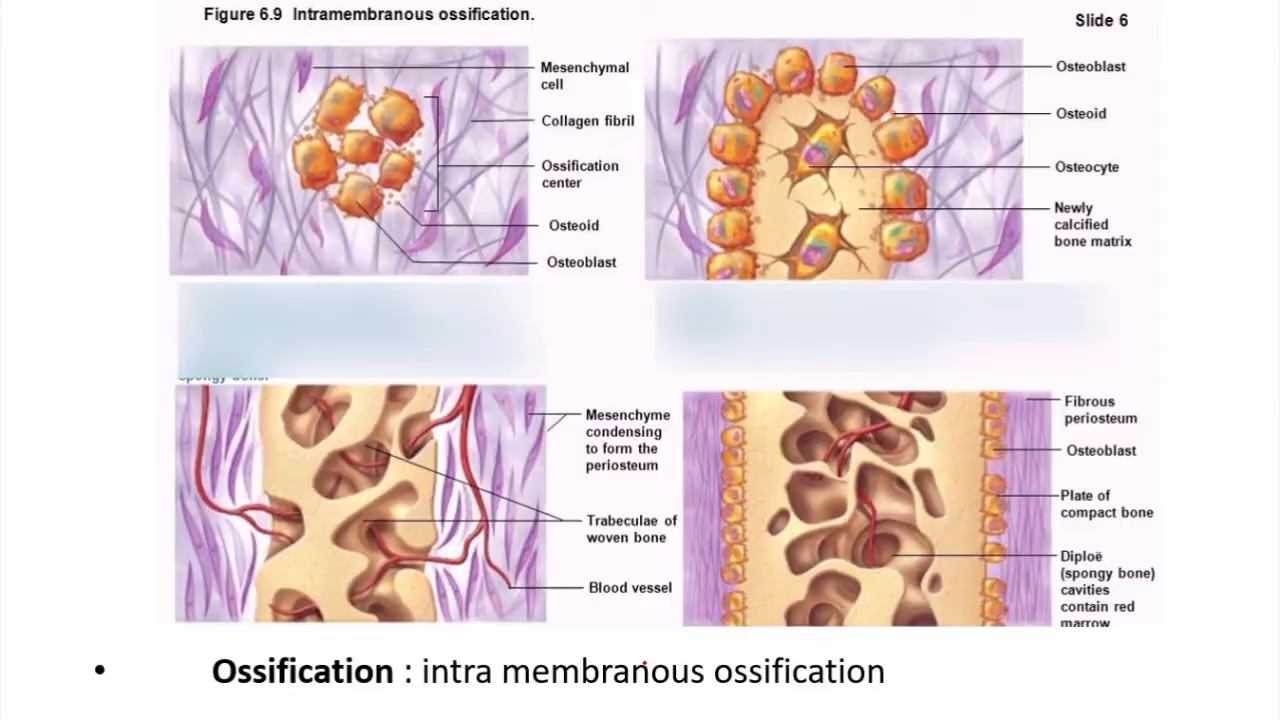 Figure 6.9 Intramembranous ossification.
Slide 6
Mesenchymal
cell
Collagen fibril
Ossification
center
Osteoid
Osteoblast
Osteoblast
Osteoid
Osteocyte
Newly
calcified
bone matrix
spongy bone.
Mesenchyme
condensing
to form the
periosteum
Trabeculae of
woven bone
Blood vessel
Fibrous
periosteum
Osteoblast
Plate of
compact bone
Diploë
(spongy bone)
cavities
contain red
marrow
• Ossification : intra membranous ossification